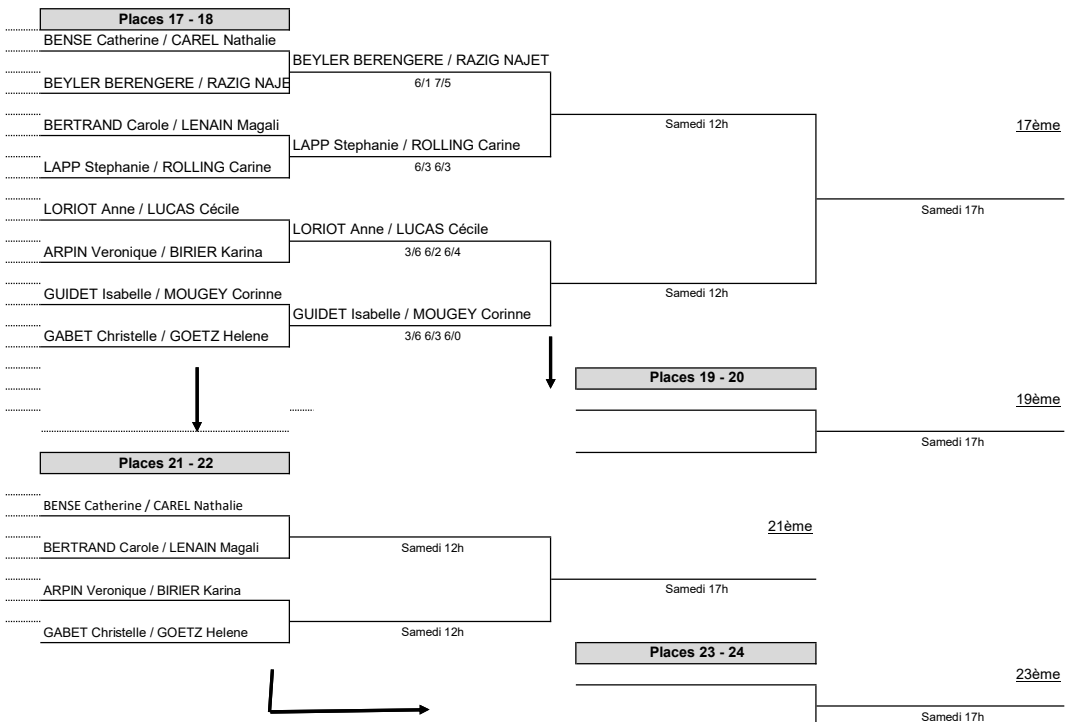 Places 17 - 18
BENSE Catherine / CAREL Nathalie
BEYLER BERENGERE / RAZIG NAJET
BEYLER BERENGERE / RAZIG NAJE
6/1 7/5
BERTRAND Carole / LENAIN Magali
Samedi 12h
17ème
LAPP Stephanie / ROLLING Carine
LAPP Stephanie / ROLLING Carine
6/3 6/3
LORIOT Anne / LUCAS Cécile
Samedi 17h
LORIOT Anne / LUCAS Cécile
ARPIN Veronique / BIRIER Karina
3/6 6/2 6/4
GUIDET Isabelle / MOUGEY Corinne
Samedi 12h
GUIDET Isabelle / MOUGEY Corinne
GABET Christelle / GOETZ Helene
3/6 6/3 6/0
Places 19 - 20
19ème
Samedi 17h
Places 21 - 22
BENSE Catherine / CAREL Nathalie
21ème
BERTRAND Carole / LENAIN Magali
Samedi 12h
ARPIN Veronique / BIRIER Karina
Samedi 17h
GABET Christelle / GOETZ Helene
Samedi 12h
Places 23 - 24
23ème
Samedi 17h